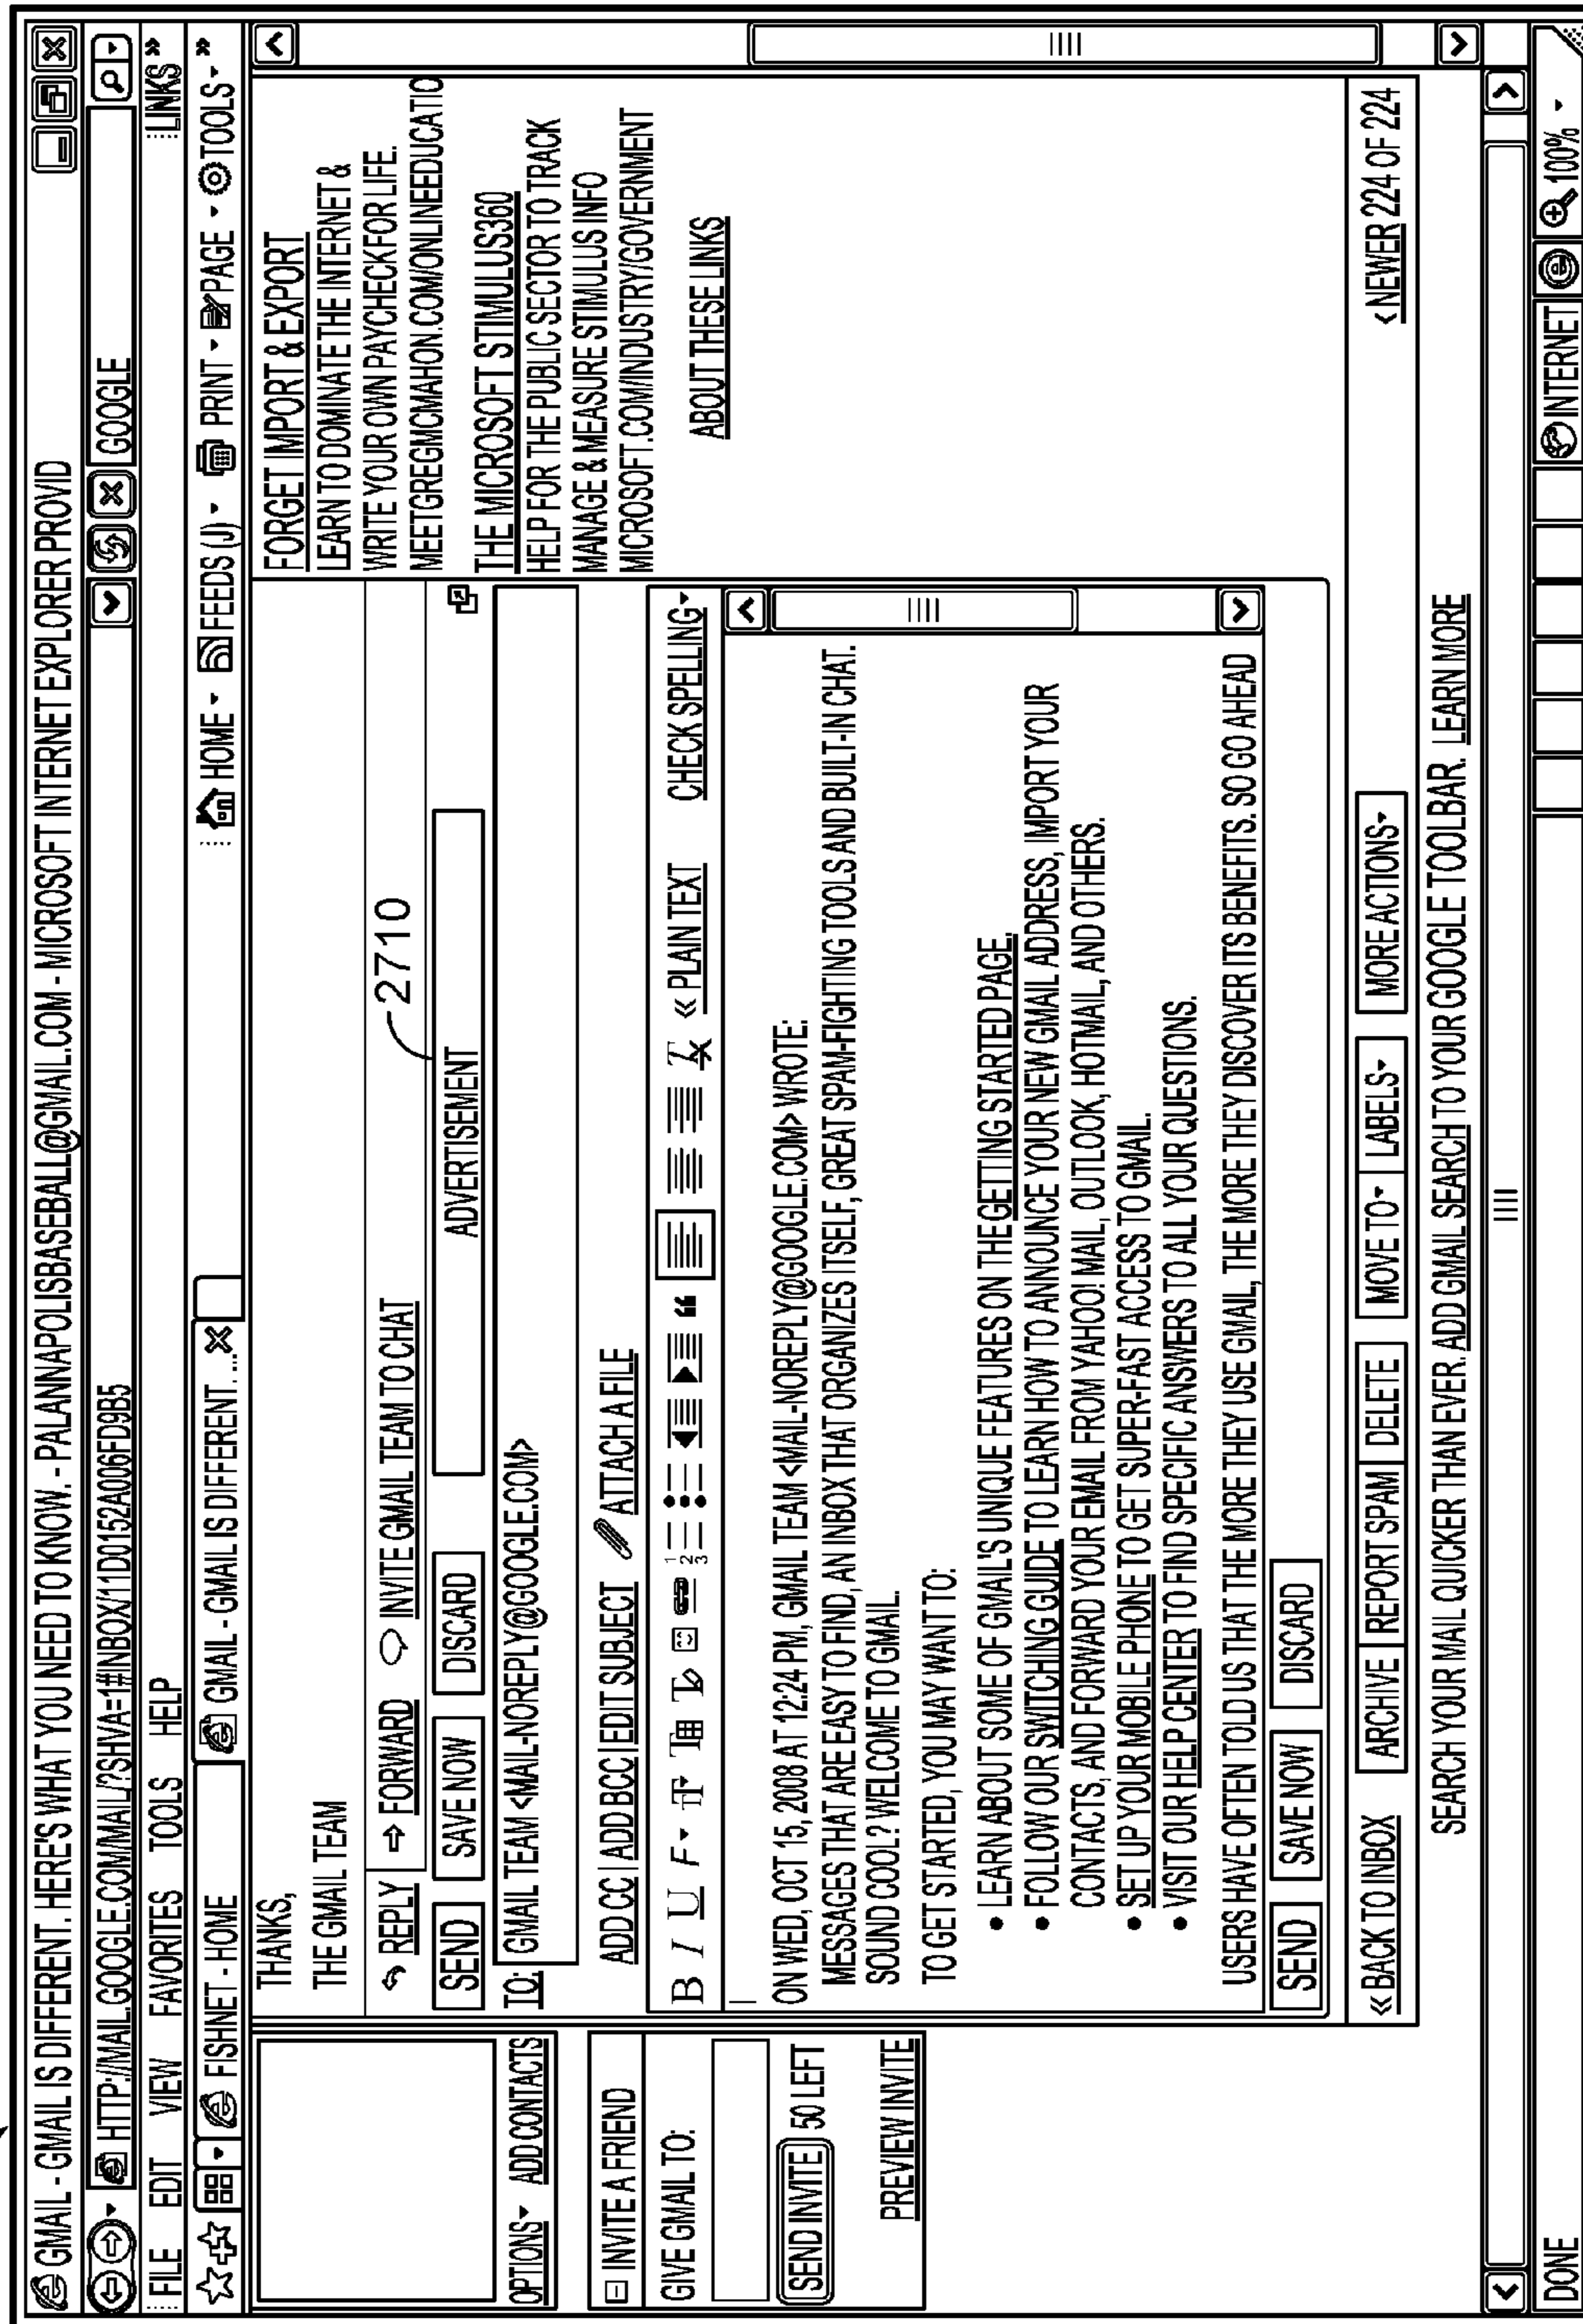 GMAIL - GMAIL IS DIFFERENT. HERE'S WHAT YOU NEED TO KNOW. - PALANNAPOLISBASEBALL@GMAIL.COM - MICROSOFT INTERNET EXPLORER PROVID
HTTP://MAIL.GOOGLE.COM/MAIL/?SHVA=1#INBOX/11D0152A006FD9B5 GOOGLE
FILE EDIT VIEW FAVORITES TOOLS HELP LINKS »
FISHNET - HOME GMAIL - GMAIL IS DIFFERENT. ... HOME FEEDS (J) PRINT PAGE TOOLS »
THANKS,
THE GMAIL TEAM
REPLY FORWARD INVITE GMAIL TEAM TO CHAT
2710
SEND SAVE NOW DISCARD ADVERTISEMENT
TO: GMAIL TEAM <MAIL-NOREPLY@GOOGLE.COM>
ADD CC | ADD BCC | EDIT SUBJECT ATTACH A FILE
B I U F T T T « PLAIN TEXT CHECK SPELLING
ON WED, OCT 15, 2008 AT 12:24 PM, GMAIL TEAM <MAIL-NOREPLY@GOOGLE.COM> WROTE:
MESSAGES THAT ARE EASY TO FIND, AN INBOX THAT ORGANIZES ITSELF, GREAT SPAM-FIGHTING TOOLS AND BUILT-IN CHAT.
SOUND COOL? WELCOME TO GMAIL.
TO GET STARTED, YOU MAY WANT TO:
• LEARN ABOUT SOME OF GMAIL'S UNIQUE FEATURES ON THE GETTING STARTED PAGE.
• FOLLOW OUR SWITCHING GUIDE TO LEARN HOW TO ANNOUNCE YOUR NEW GMAIL ADDRESS, IMPORT YOUR
CONTACTS, AND FORWARD YOUR EMAIL FROM YAHOO! MAIL, OUTLOOK, HOTMAIL, AND OTHERS.
• SET UP YOUR MOBILE PHONE TO GET SUPER-FAST ACCESS TO GMAIL.
• VISIT OUR HELP CENTER TO FIND SPECIFIC ANSWERS TO ALL YOUR QUESTIONS.
USERS HAVE OFTEN TOLD US THAT THE MORE THEY USE GMAIL, THE MORE THEY DISCOVER ITS BENEFITS. SO GO AHEAD
SEND SAVE NOW DISCARD
« BACK TO INBOX ARCHIVE REPORT SPAM DELETE MOVE TO LABELS MORE ACTIONS < NEWER 224 OF 224
SEARCH YOUR MAIL QUICKER THAN EVER. ADD GMAIL SEARCH TO YOUR GOOGLE TOOLBAR. LEARN MORE
OPTIONS ADD CONTACTS
INVITE A FRIEND
GIVE GMAIL TO:
SEND INVITE 50 LEFT
PREVIEW INVITE
FORGET IMPORT & EXPORT
LEARN TO DOMINATE THE INTERNET &
WRITE YOUR OWN PAYCHECK FOR LIFE.
MEETGREGMCMAHON.COM/ONLINEEDUCATIO
THE MICROSOFT STIMULUS360
HELP FOR THE PUBLIC SECTOR TO TRACK
MANAGE & MEASURE STIMULUS INFO
MICROSOFT.COM/INDUSTRY/GOVERNMENT
ABOUT THESE LINKS
DONE INTERNET 100%